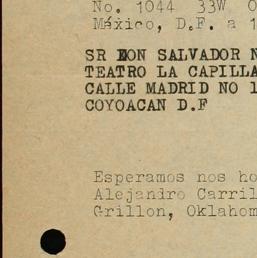 No. 1044 33W O
México, D.F. a 1
SR DON SALVADOR N
TEATRO LA CAPILLA
CALLE MADRID NO 1
COYOACAN D.F
Esperamos nos ho
Alejandro Carril
Grillon, Oklahom